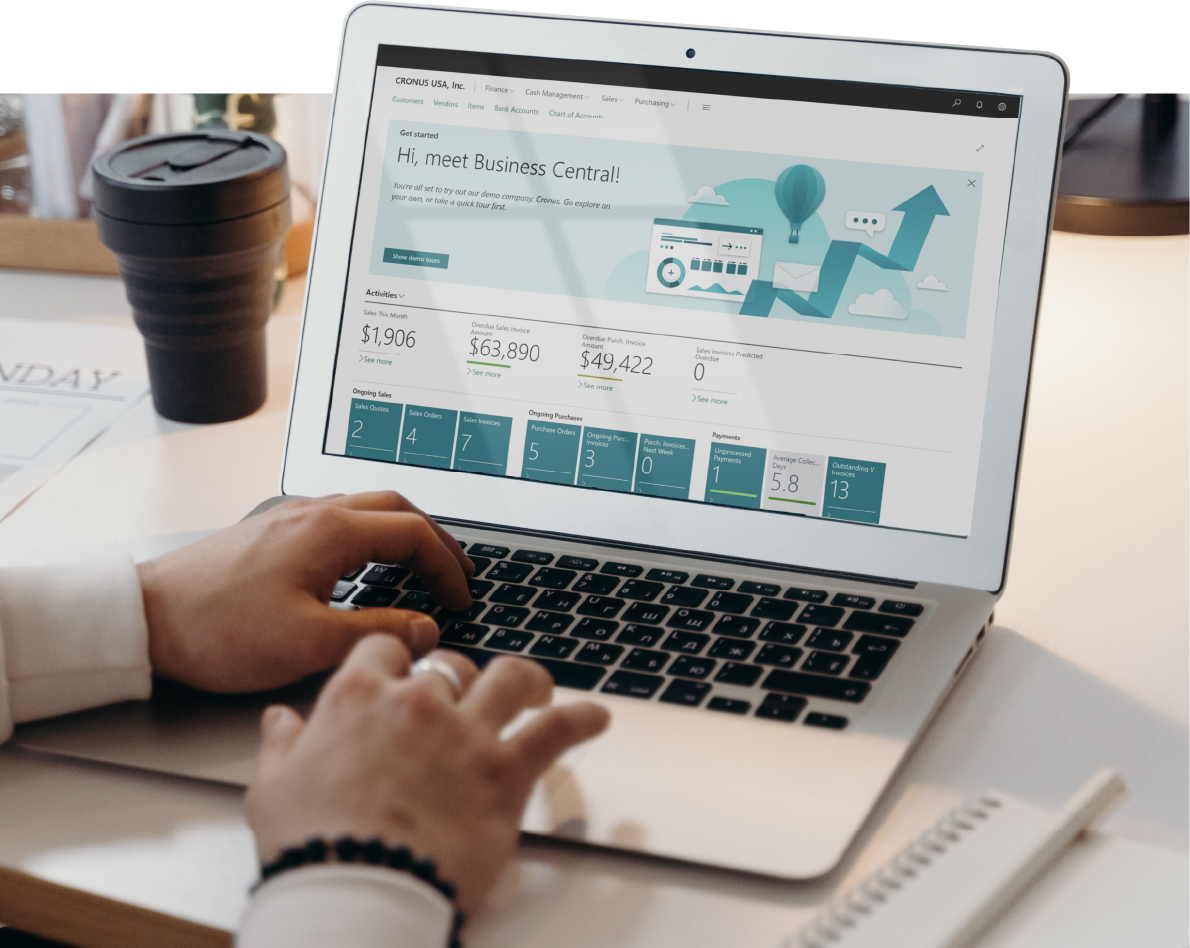 CRONUS USA, Inc.
Finance
Cash Management
Sales
Purchasing
Customers
Vendors
Items
Bank Accounts
Chart of Accounts
Get started
Hi, meet Business Central!
You're all set to try out our demo company, Cronus. Go explore on
your own, or take a quick tour first.
Show demo tours
Activities
Sales This Month
$1,906
See more
Overdue Sales Invoice
Amount
$63,890
See more
Overdue Purch. Invoice
Amount
$49,422
See more
Sales Invoices Predicted
Overdue
0
See more
Ongoing Sales
Sales Quotes
2
Sales Orders
4
Sales Invoices
7
Ongoing Purchases
Purchase Orders
5
Ongoing Purc...
Invoices
3
Purch. Invoices...
Next Week
0
Payments
Unprocessed
Payments
1
Average Collec...
Days
5.8
Outstanding V
Invoices
13
NDAY